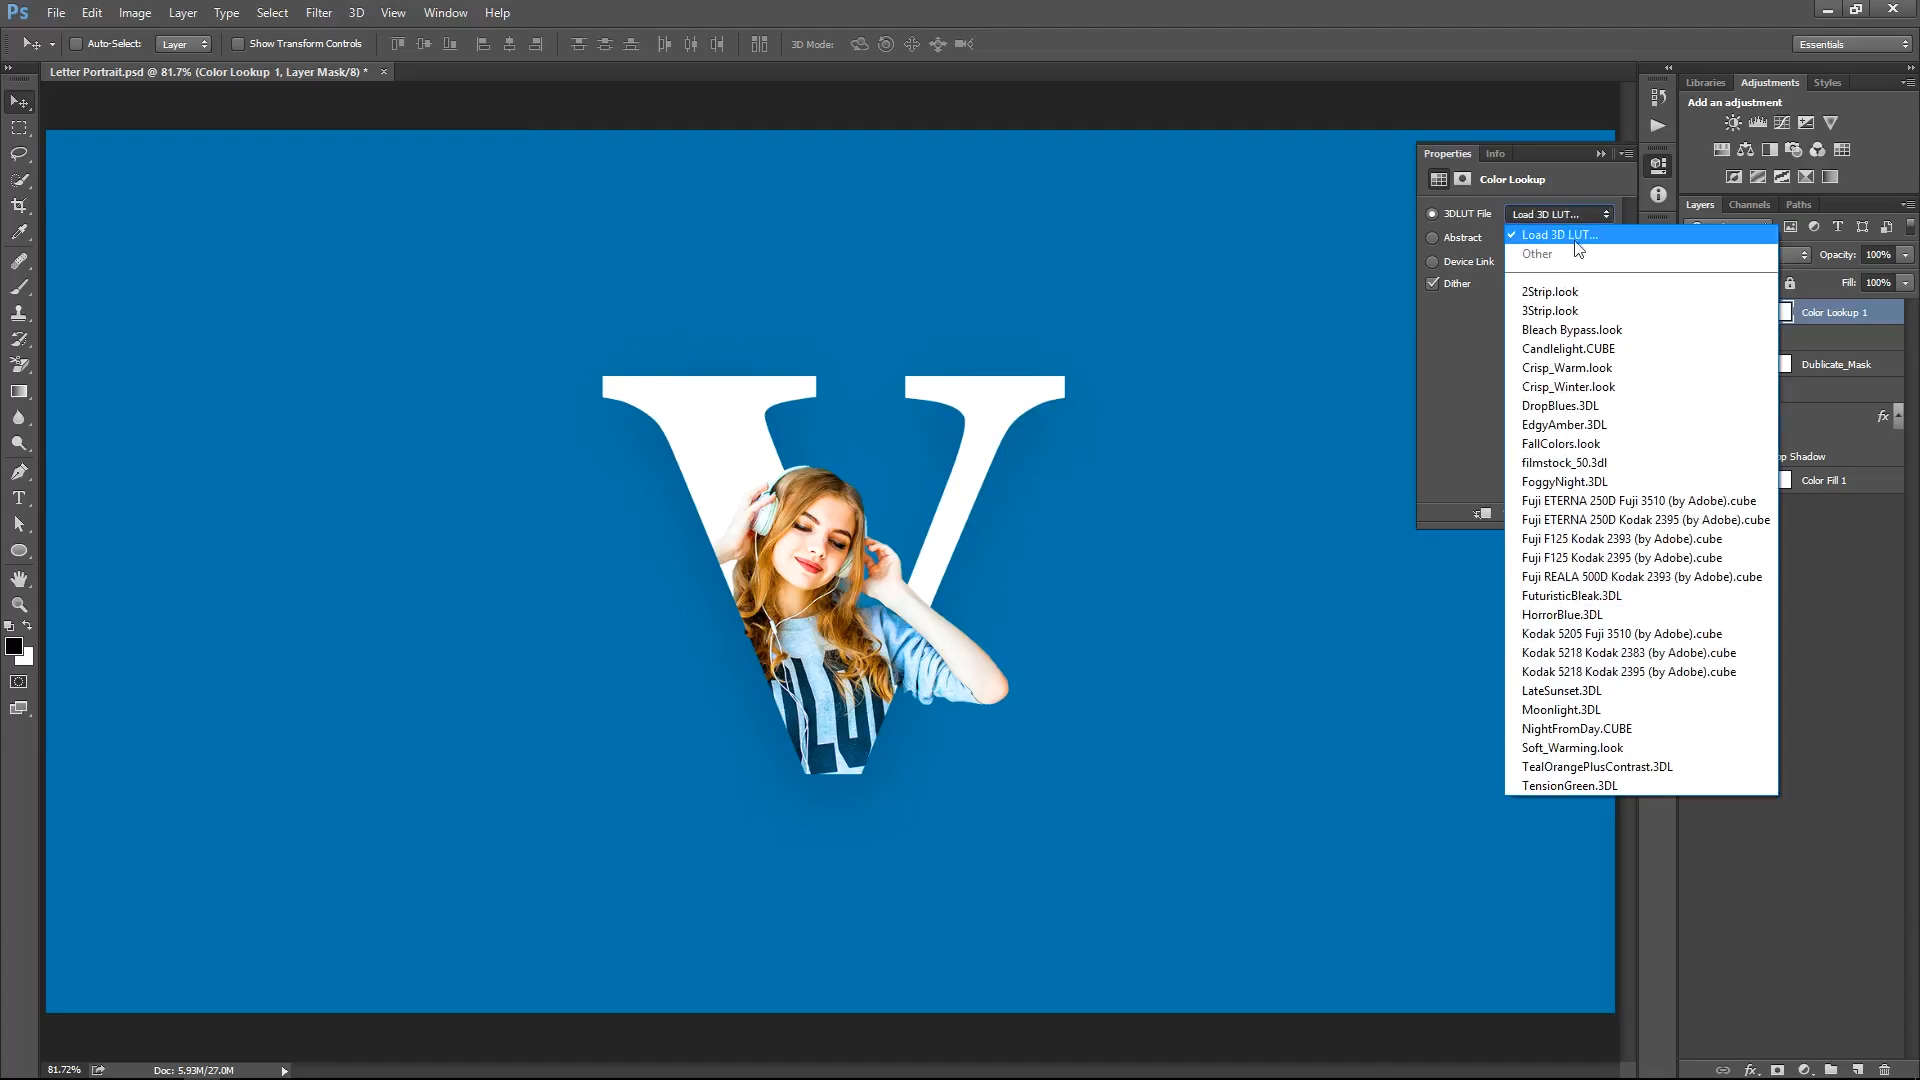 Ps File Edit Image Layer Type Select Filter 3D View Window Help
Auto-Select: Layer Show Transform Controls 3D Mode: Essentials
Letter Portrait.psd @ 81.7% (Color Lookup 1, Layer Mask/8) * ×
Libraries Adjustments Styles
Add an adjustment
Properties Info
Color Lookup
3DLUT File Load 3D LUT...
Abstract
Device Link
Dither
Load 3D LUT...
Other
2Strip.look
3Strip.look
Bleach Bypass.look
Candlelight.CUBE
Crisp_Warm.look
Crisp_Winter.look
DropBlues.3DL
EdgyAmber.3DL
FallColors.look
filmstock_50.3dl
FoggyNight.3DL
Fuji ETERNA 250D Fuji 3510 (by Adobe).cube
Fuji ETERNA 250D Kodak 2395 (by Adobe).cube
Fuji F125 Kodak 2393 (by Adobe).cube
Fuji F125 Kodak 2395 (by Adobe).cube
Fuji REALA 500D Kodak 2393 (by Adobe).cube
FuturisticBleak.3DL
HorrorBlue.3DL
Kodak 5205 Fuji 3510 (by Adobe).cube
Kodak 5218 Kodak 2383 (by Adobe).cube
Kodak 5218 Kodak 2395 (by Adobe).cube
LateSunset.3DL
Moonlight.3DL
NightFromDay.CUBE
Soft_Warming.look
TealOrangePlusContrast.3DL
TensionGreen.3DL
Layers Channels Paths
Opacity: 100%
Fill: 100%
Color Lookup 1
Dublicate_Mask
fx
op Shadow
Color Fill 1
V
81.72% Doc: 5.93M/27.0M
fx